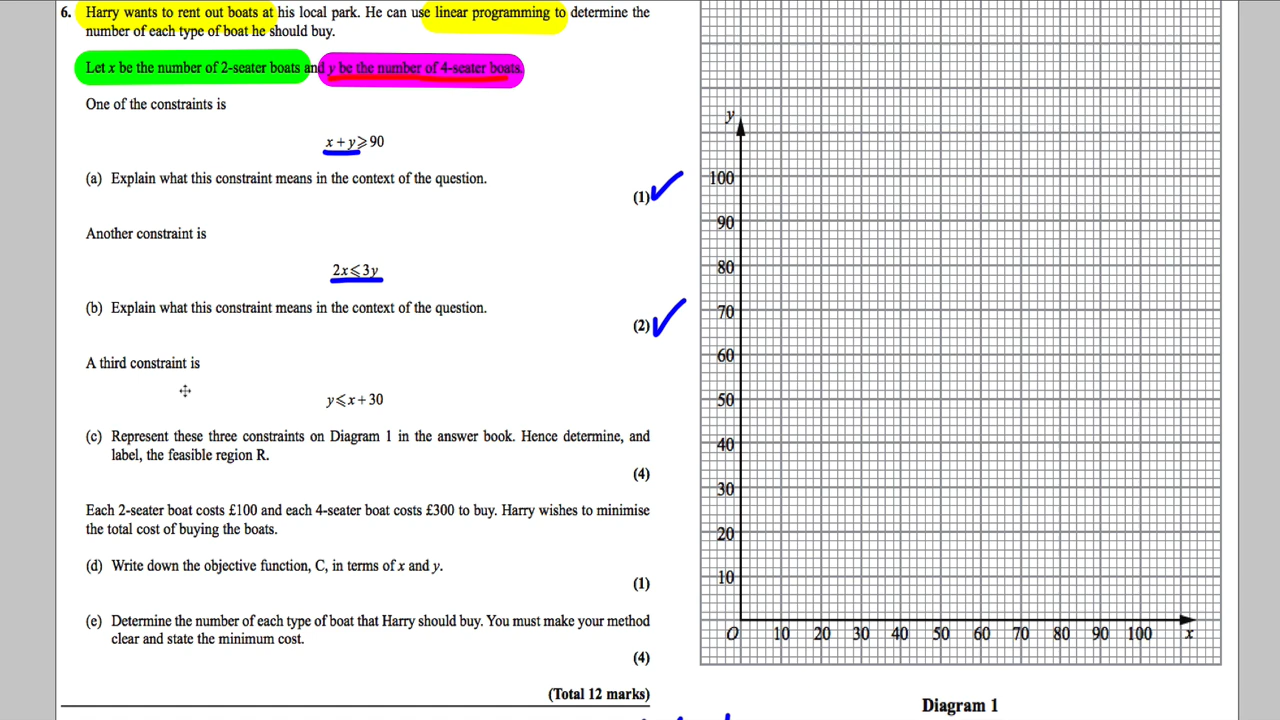 6. Harry wants to rent out boats at his local park. He can use linear programming to determine the
number of each type of boat he should buy.
Let x be the number of 2-seater boats and y be the number of 4-seater boats.
One of the constraints is
x + y ⩾ 90
(a) Explain what this constraint means in the context of the question.
(1)
Another constraint is
2x ⩽ 3y
(b) Explain what this constraint means in the context of the question.
(2)
A third constraint is
y ⩽ x + 30
(c) Represent these three constraints on Diagram 1 in the answer book. Hence determine, and
label, the feasible region R.
(4)
Each 2-seater boat costs £100 and each 4-seater boat costs £300 to buy. Harry wishes to minimise
the total cost of buying the boats.
(d) Write down the objective function, C, in terms of x and y.
(1)
(e) Determine the number of each type of boat that Harry should buy. You must make your method
clear and state the minimum cost.
(4)
(Total 12 marks)
y
100
90
80
70
60
50
40
30
20
10
O 10 20 30 40 50 60 70 80 90 100 x
Diagram 1